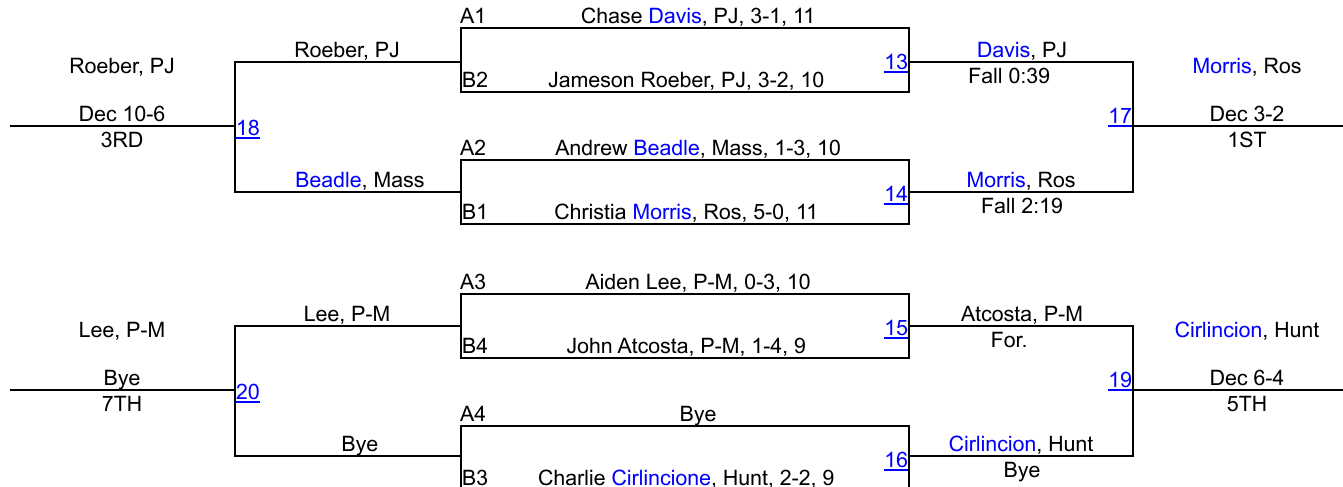 A1 Chase Davis, PJ, 3-1, 11
Roeber, PJ
Davis, PJ
Roeber, PJ
13
Morris, Ros
B2 Jameson Roeber, PJ, 3-2, 10
Fall 0:39
Dec 10-6
18
17
Dec 3-2
3RD
1ST
A2 Andrew Beadle, Mass, 1-3, 10
Beadle, Mass
14
Morris, Ros
B1 Christia Morris, Ros, 5-0, 11
Fall 2:19
A3 Aiden Lee, P-M, 0-3, 10
Lee, P-M
Atcosta, P-M
Lee, P-M
15
Cirlincion, Hunt
B4 John Atcosta, P-M, 1-4, 9
For.
Bye
20
19
Dec 6-4
7TH
5TH
A4 Bye
Bye
Cirlincion, Hunt
16
B3 Charlie Cirlincione, Hunt, 2-2, 9
Bye